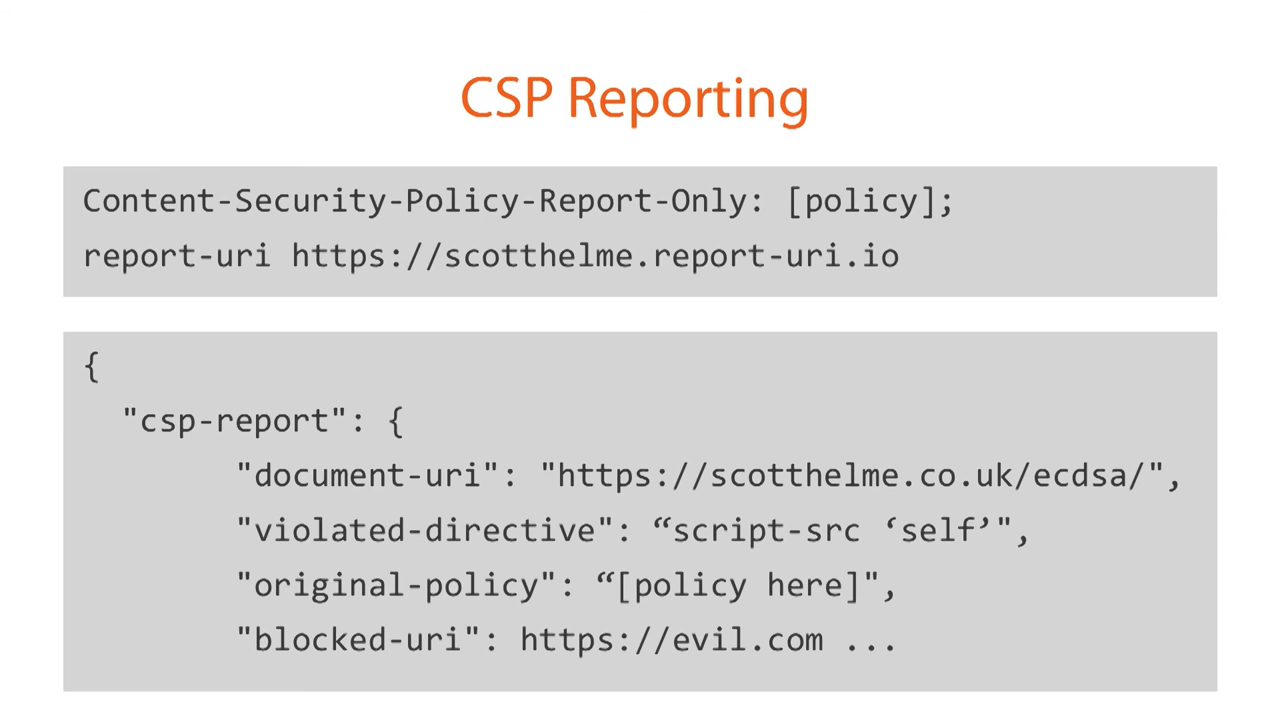 CSP Reporting
Content-Security-Policy-Report-Only: [policy];
report-uri https://scotthelme.report-uri.io
{
"csp-report": {
"document-uri": "https://scotthelme.co.uk/ecdsa/",
"violated-directive": “script-src ‘self’",
"original-policy": “[policy here]",
"blocked-uri": https://evil.com ...